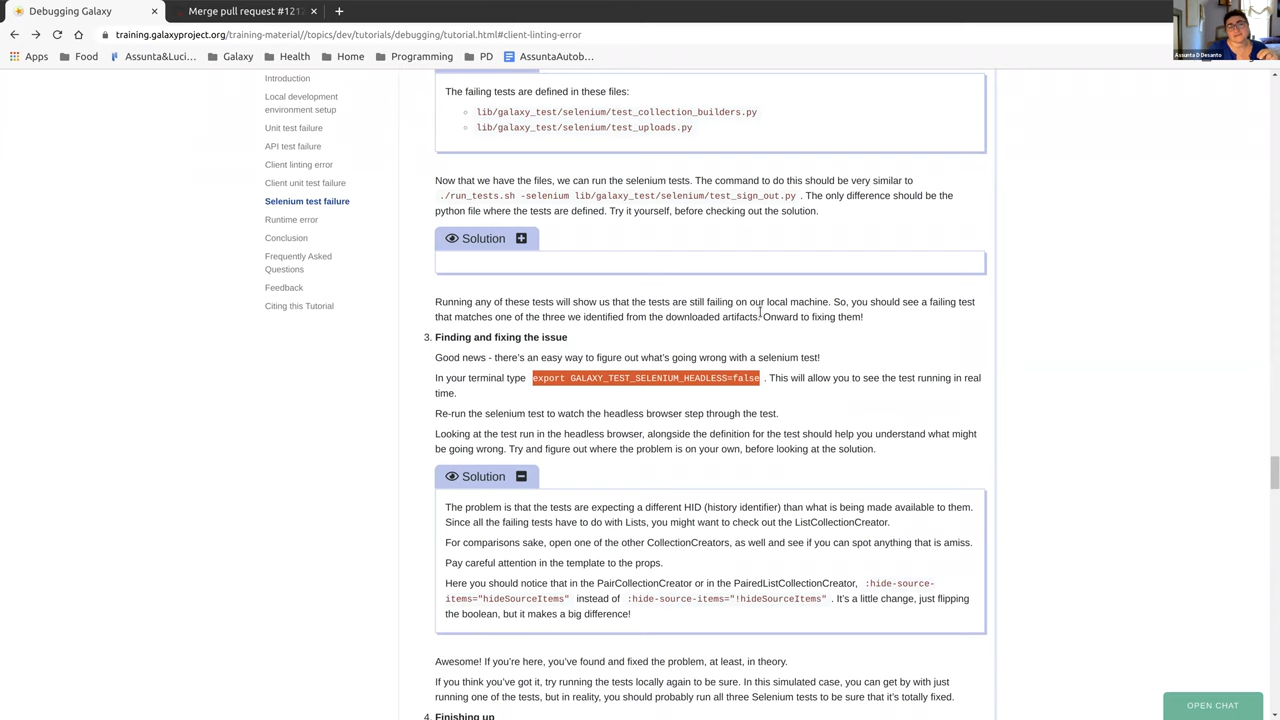 Debugging Galaxy
Merge pull request #121
training.galaxyproject.org/training-material//topics/dev/tutorials/debugging/tutorial.html#client-linting-error
Apps
Food
Assunta&Luci…
Galaxy
Health
Home
Programming
PD
AssuntaAutob…
Assunta D Desanto
Introduction
Local development
environment setup
Unit test failure
API test failure
Client linting error
Client unit test failure
Selenium test failure
Runtime error
Conclusion
Frequently Asked
Questions
Feedback
Citing this Tutorial
The failing tests are defined in these files:
lib/galaxy_test/selenium/test_collection_builders.py
lib/galaxy_test/selenium/test_uploads.py
Now that we have the files, we can run the selenium tests. The command to do this should be very similar to
./run_tests.sh -selenium lib/galaxy_test/selenium/test_sign_out.py . The only difference should be the
python file where the tests are defined. Try it yourself, before checking out the solution.
Solution
Running any of these tests will show us that the tests are still failing on our local machine. So, you should see a failing test
that matches one of the three we identified from the downloaded artifacts. Onward to fixing them!
3. Finding and fixing the issue
Good news - there's an easy way to figure out what's going wrong with a selenium test!
In your terminal type export GALAXY_TEST_SELENIUM_HEADLESS=false . This will allow you to see the test running in real
time.
Re-run the selenium test to watch the headless browser step through the test.
Looking at the test run in the headless browser, alongside the definition for the test should help you understand what might
be going wrong. Try and figure out where the problem is on your own, before looking at the solution.
Solution
The problem is that the tests are expecting a different HID (history identifier) than what is being made available to them.
Since all the failing tests have to do with Lists, you might want to check out the ListCollectionCreator.
For comparisons sake, open one of the other CollectionCreators, as well and see if you can spot anything that is amiss.
Pay careful attention in the template to the props.
Here you should notice that in the PairCollectionCreator or in the PairedListCollectionCreator, :hide-source-
items="hideSourceItems" instead of :hide-source-items="!hideSourceItems" . It's a little change, just flipping
the boolean, but it makes a big difference!
Awesome! If you're here, you've found and fixed the problem, at least, in theory.
If you think you've got it, try running the tests locally again to be sure. In this simulated case, you can get by with just
running one of the tests, but in reality, you should probably run all three Selenium tests to be sure that it's totally fixed.
4. Finishing up
OPEN CHAT